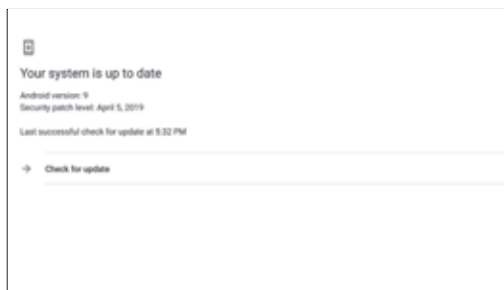 Your system is up to date
Android version: 9
Security patch level: April 5, 2019
Last successful check for update at 5:32 PM
Check for update